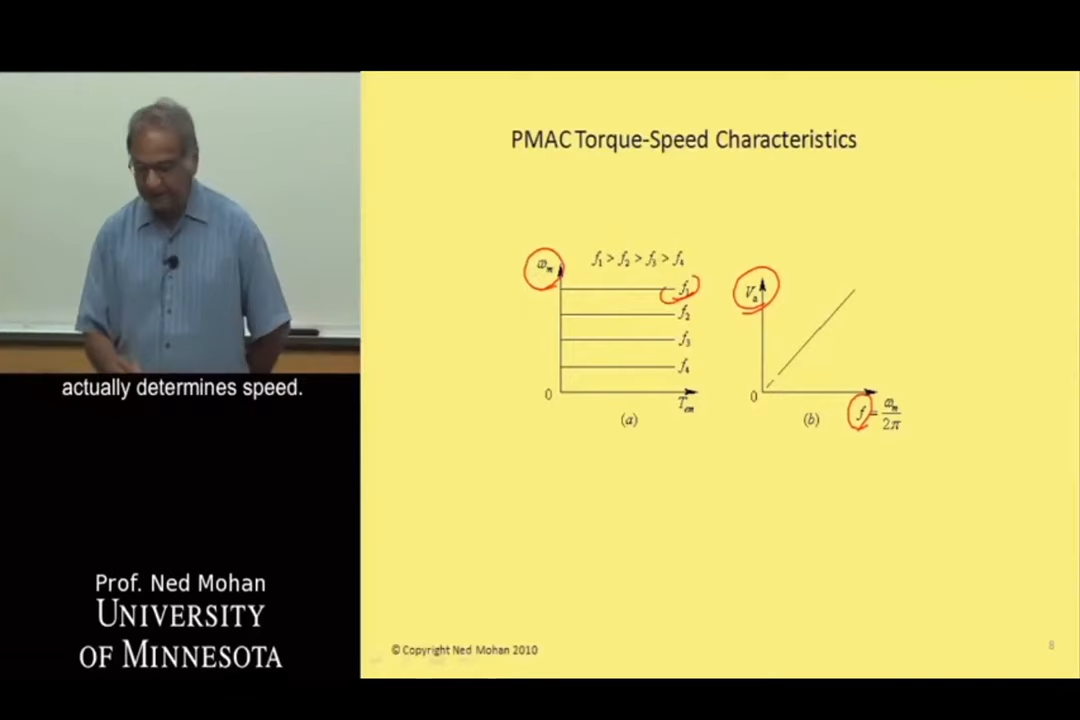 PMAC Torque-Speed Characteristics
ωₘ
f₁ > f₂ > f₃ > f₄
f₁
f₂
f₃
f₄
0
Tₑₘ
(a)
Vₐ
0
f = ωₘ/2π
(b)
actually determines speed.
Prof. Ned Mohan
UNIVERSITY
OF MINNESOTA
© Copyright Ned Mohan 2010
8